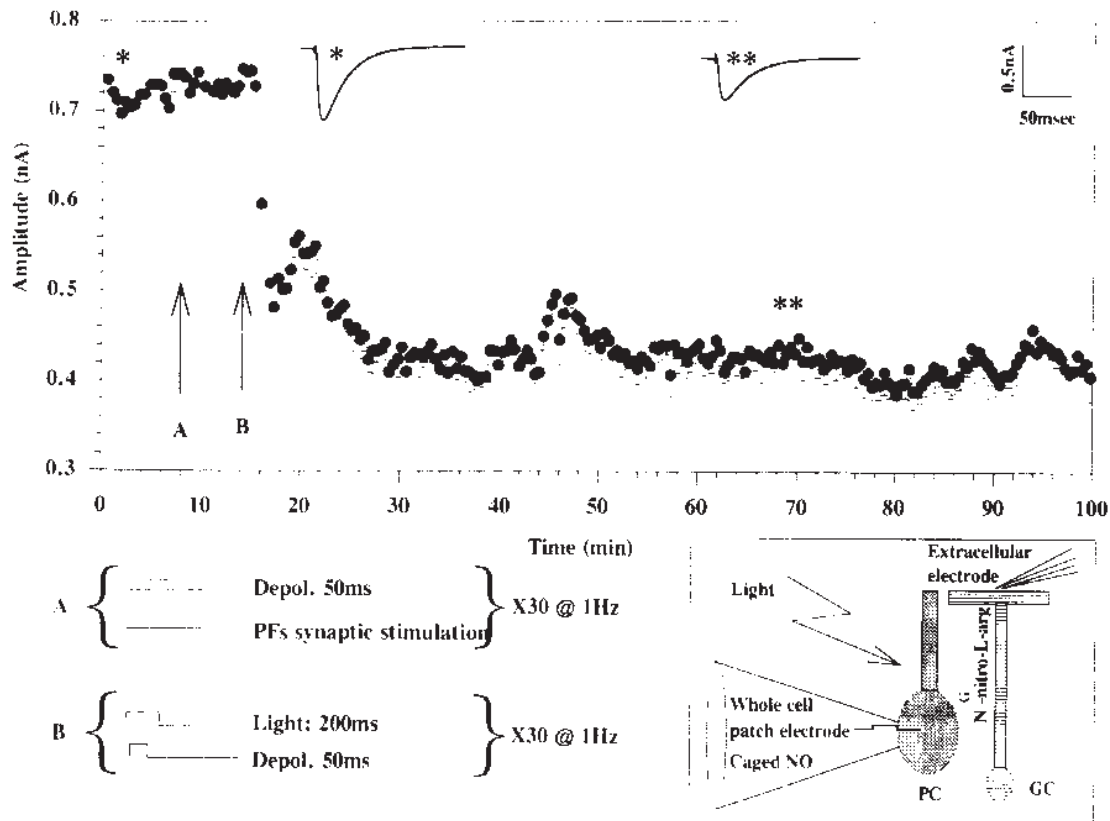 0.8
0.7
0.6
0.5
0.4
0.3
Amplitude (nA)
*
*
**
0.5nA
50msec
**
A
B
0 10 20 30 40 50 60 70 80 90 100
Time (min)
A { Depol. 50ms
PFs synaptic stimulation } X30 @ 1Hz
B { Light: 200ms
Depol. 50ms } X30 @ 1Hz
Extracellular
electrode
Light
N G-nitro-L-arg.
Whole cell
patch electrode
Caged NO
PC
GC